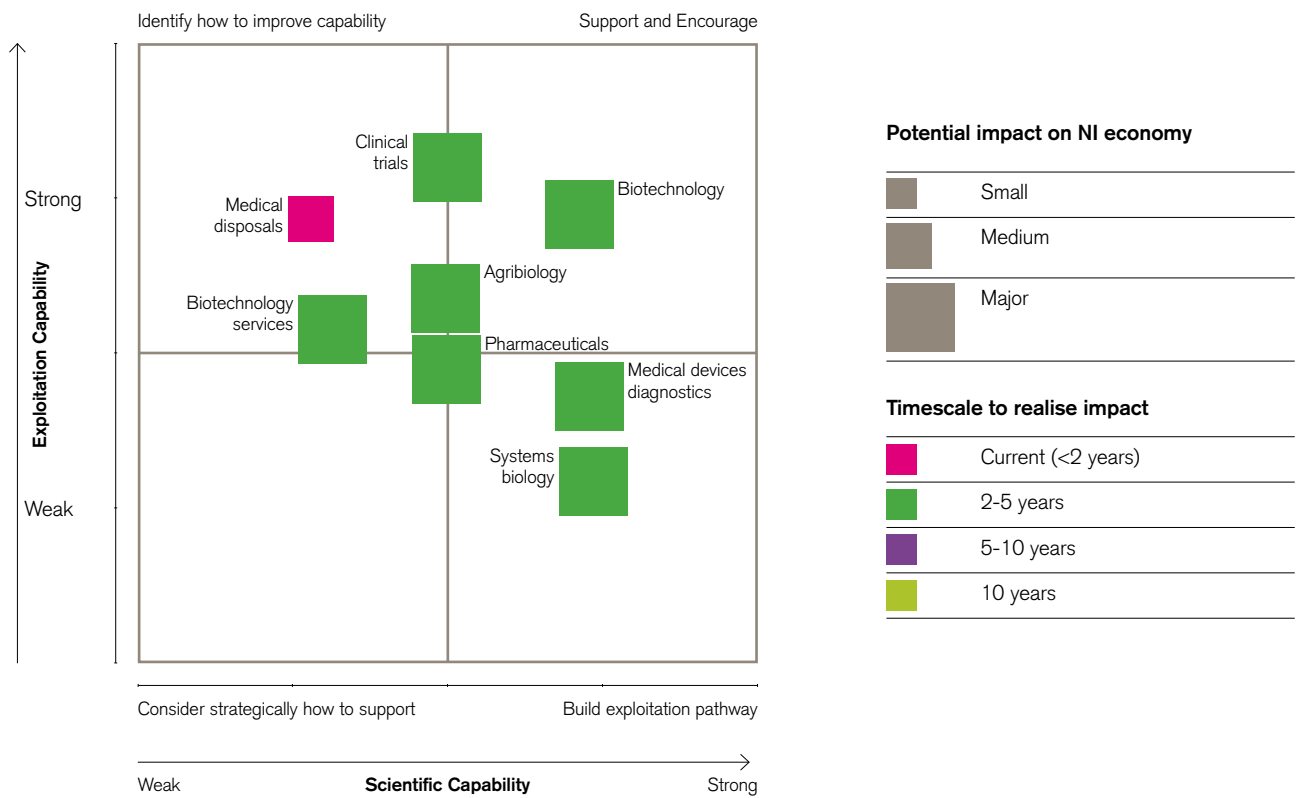 Identify how to improve capability
Support and Encourage
Clinical
trials
Biotechnology
Strong
Medical
disposals
Agribiology
Biotechnology
services
Exploitation Capability
Pharmaceuticals
Medical devices
diagnostics
Systems
biology
Weak
Consider strategically how to support
Build exploitation pathway
Weak
Scientific Capability
Strong
Potential impact on NI economy
Small
Medium
Major
Timescale to realise impact
Current (<2 years)
2-5 years
5-10 years
10 years